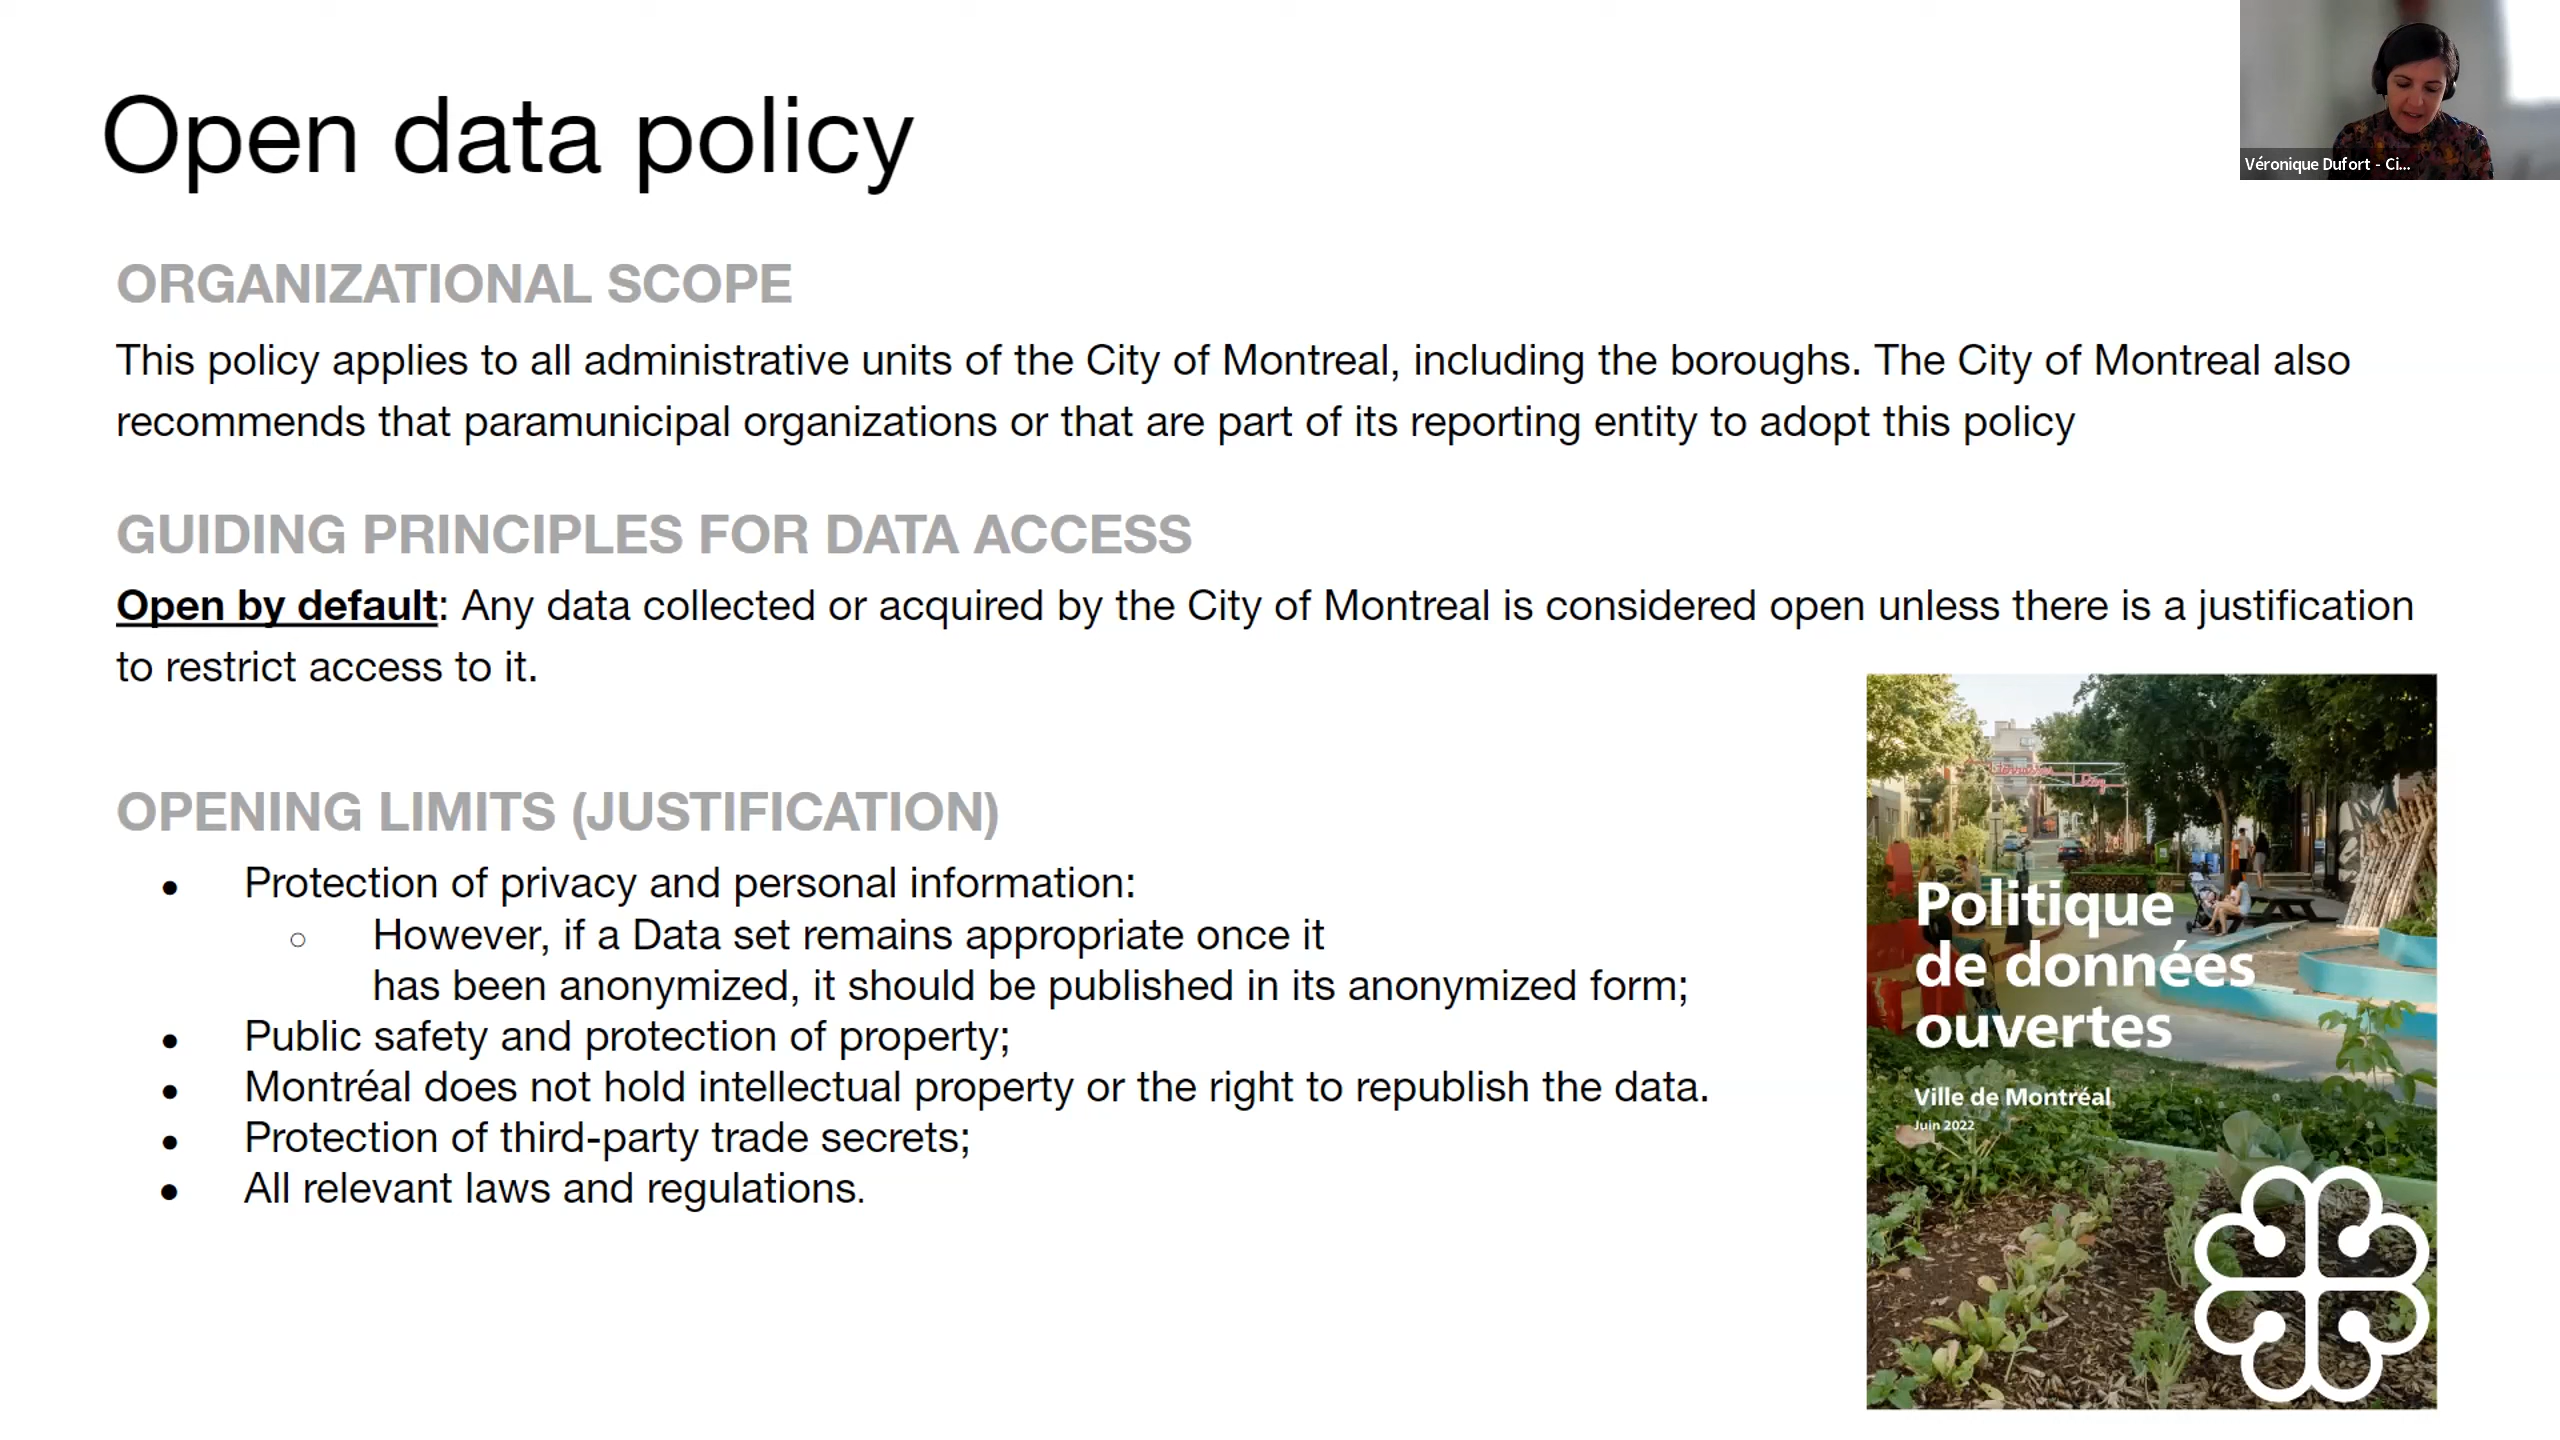 Open data policy
Véronique Dufort - Ci...
ORGANIZATIONAL SCOPE
This policy applies to all administrative units of the City of Montreal, including the boroughs. The City of Montreal also
recommends that paramunicipal organizations or that are part of its reporting entity to adopt this policy
GUIDING PRINCIPLES FOR DATA ACCESS
Open by default: Any data collected or acquired by the City of Montreal is considered open unless there is a justification
to restrict access to it.
OPENING LIMITS (JUSTIFICATION)
● Protection of privacy and personal information:
○ However, if a Data set remains appropriate once it
has been anonymized, it should be published in its anonymized form;
● Public safety and protection of property;
● Montréal does not hold intellectual property or the right to republish the data.
● Protection of third-party trade secrets;
● All relevant laws and regulations.
Politique
de données
ouvertes
Ville de Montréal
Juin 2022